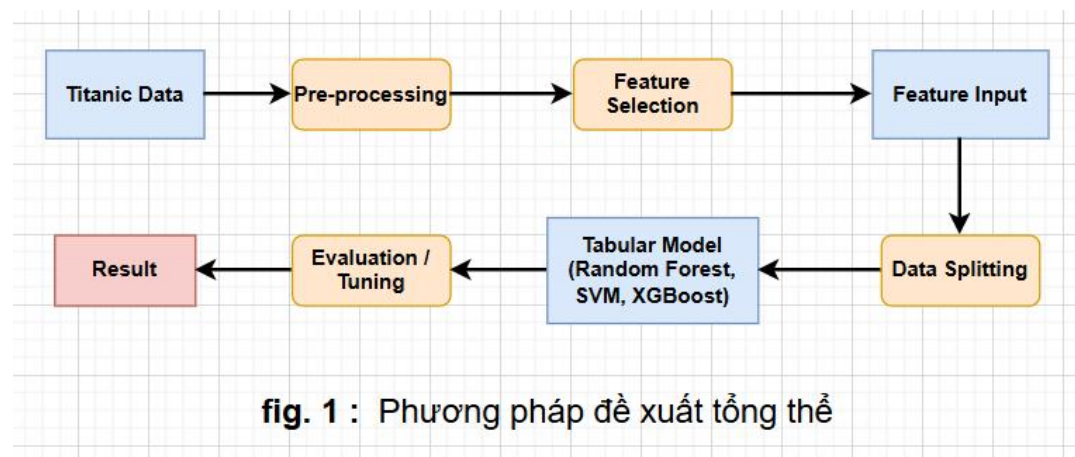 Titanic Data
Pre-processing
Feature
Selection
Feature Input
Result
Evaluation /
Tuning
Tabular Model
(Random Forest,
SVM, XGBoost)
Data Splitting
fig. 1 : Phương pháp đề xuất tổng thể